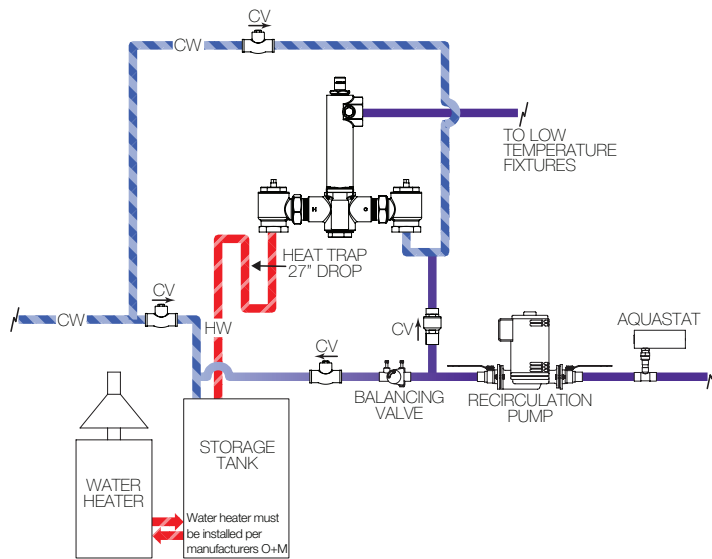 CV
CW
TO LOW
TEMPERATURE
FIXTURES
H
C
HEAT TRAP
27" DROP
CV
CW
HW
CV
AQUASTAT
CV
BALANCING
VALVE
RECIRCULATION
PUMP
STORAGE
TANK
WATER
HEATER
Water heater must
be installed per
manufacturers O+M